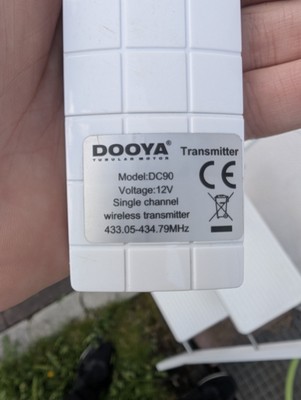 DOOYA® Transmitter
TUBULAR MOTOR
Model:DC90
Voltage:12V
Single channel
wireless transmitter
433.05-434.79MHz
CE